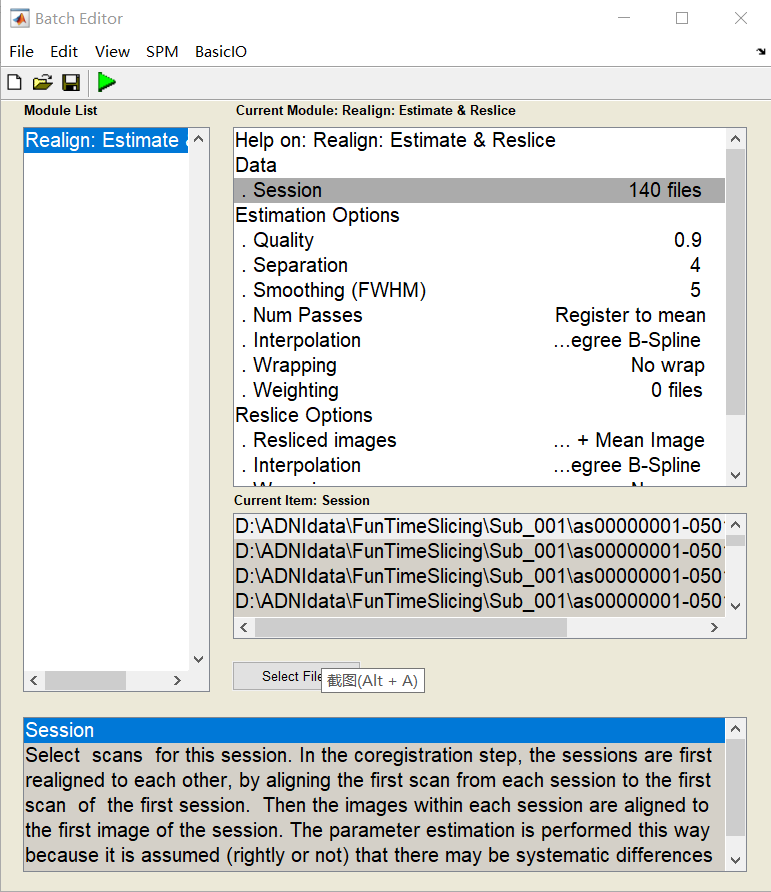 Batch Editor
File Edit View SPM BasicIO
Module List
Current Module: Realign: Estimate & Reslice
Realign: Estimate
Help on: Realign: Estimate & Reslice
Data
. Session 140 files
Estimation Options
. Quality 0.9
. Separation 4
. Smoothing (FWHM) 5
. Num Passes Register to mean
. Interpolation ...egree B-Spline
. Wrapping No wrap
. Weighting 0 files
Reslice Options
. Resliced images ... + Mean Image
. Interpolation ...egree B-Spline
Current Item: Session
D:\ADNIdata\FunTimeSlicing\Sub_001\as00000001-050
D:\ADNIdata\FunTimeSlicing\Sub_001\as00000001-050
D:\ADNIdata\FunTimeSlicing\Sub_001\as00000001-050
D:\ADNIdata\FunTimeSlicing\Sub_001\as00000001-050
Select File
截图(Alt + A)
Session
Select scans for this session. In the coregistration step, the sessions are first
realigned to each other, by aligning the first scan from each session to the first
scan of the first session. Then the images within each session are aligned to
the first image of the session. The parameter estimation is performed this way
because it is assumed (rightly or not) that there may be systematic differences